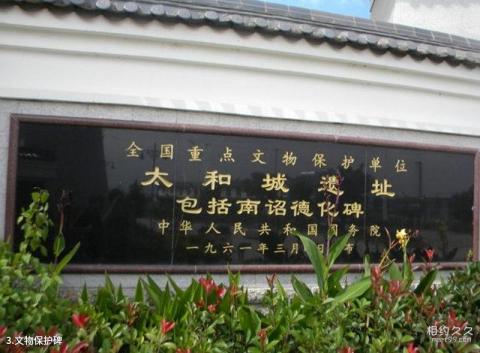 全国重点文物保护单位
太和城遗址
包括南诏德化碑
中华人民共和国国务院
一九六一年三月
3.文物保护碑
相约久久